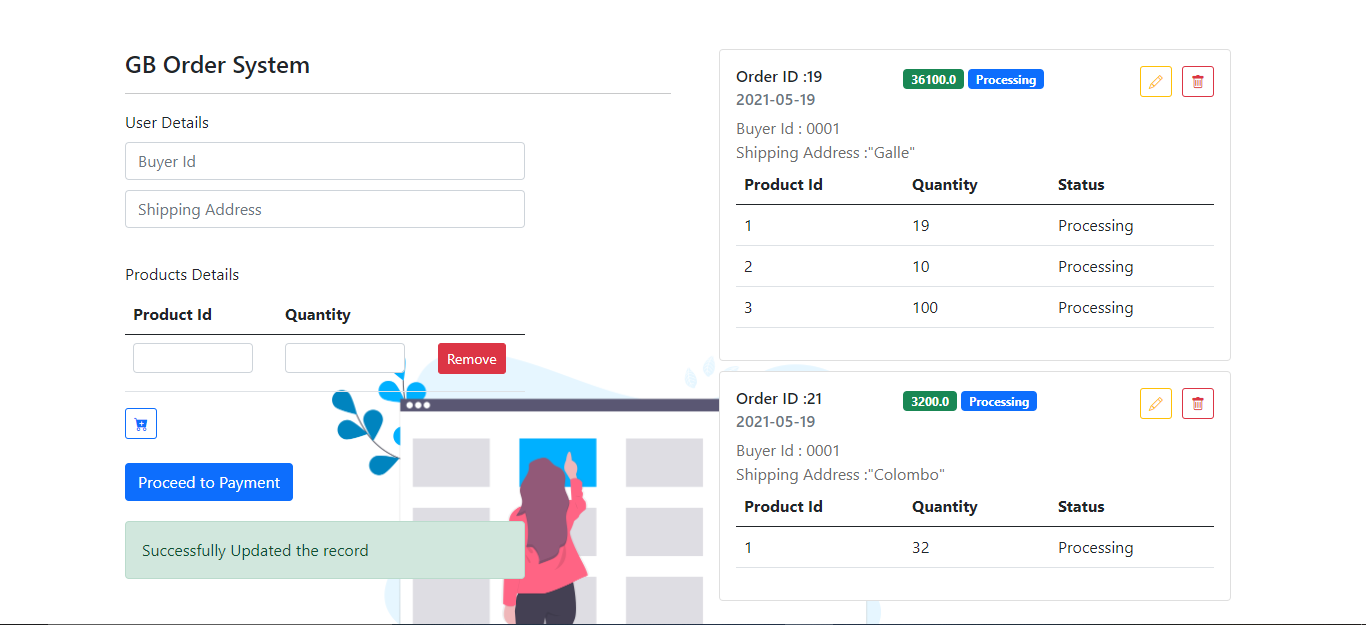 GB Order System
User Details
Buyer Id
Shipping Address
Products Details
Product Id Quantity
Remove
Proceed to Payment
Successfully Updated the record
Order ID :19 36100.0 Processing
2021-05-19
Buyer Id : 0001
Shipping Address :"Galle"
Product Id Quantity Status
1 19 Processing
2 10 Processing
3 100 Processing
Order ID :21 3200.0 Processing
2021-05-19
Buyer Id : 0001
Shipping Address :"Colombo"
Product Id Quantity Status
1 32 Processing